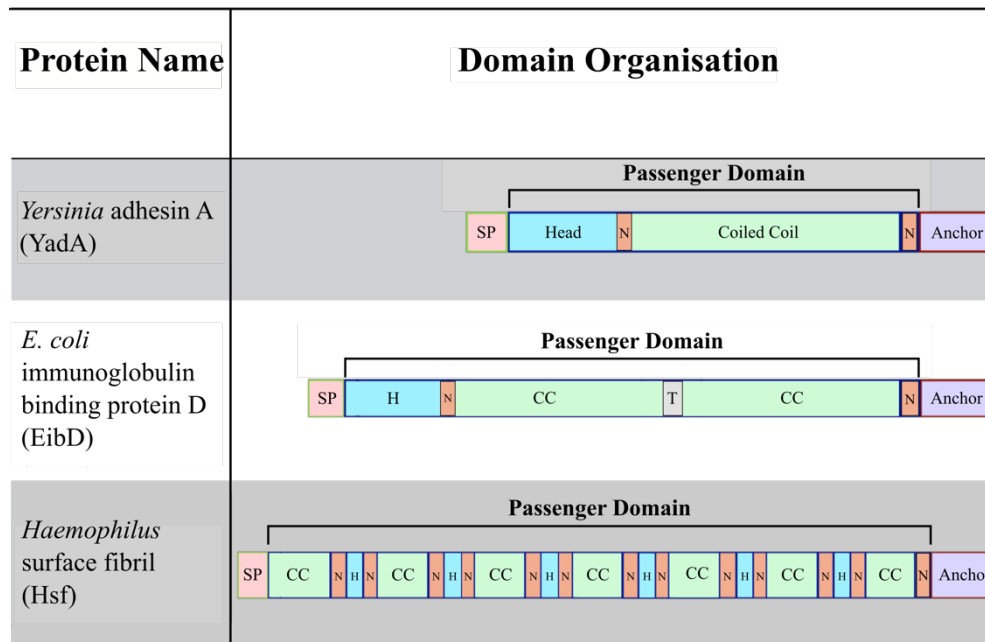 Protein Name
Domain Organisation
Yersinia adhesin A
(YadA)
Passenger Domain
SP Head N Coiled Coil N Anchor
E. coli
immunoglobulin
binding protein D
(EibD)
Passenger Domain
SP H N CC T CC N Anchor
Haemophilus
surface fibril
(Hsf)
Passenger Domain
SP CC N H N CC N H N CC N H N CC N H N CC N H N CC N H N CC N Ancho